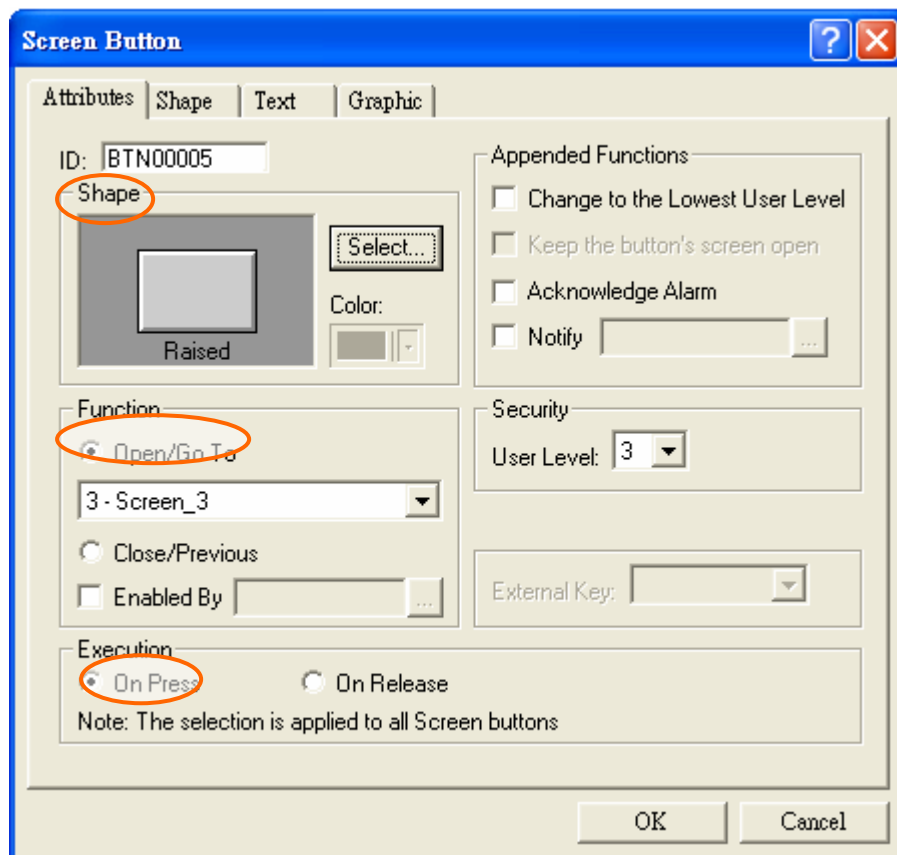 Screen Button
Attributes Shape Text Graphic
ID: BTN00005
Shape
Select...
Color:
Raised
Function
Open/Go To
3 - Screen_3
Close/Previous
Enabled By ...
Appended Functions
Change to the Lowest User Level
Keep the button's screen open
Acknowledge Alarm
Notify ...
Security
User Level: 3
External Key:
Execution
On Press On Release
Note: The selection is applied to all Screen buttons
OK Cancel